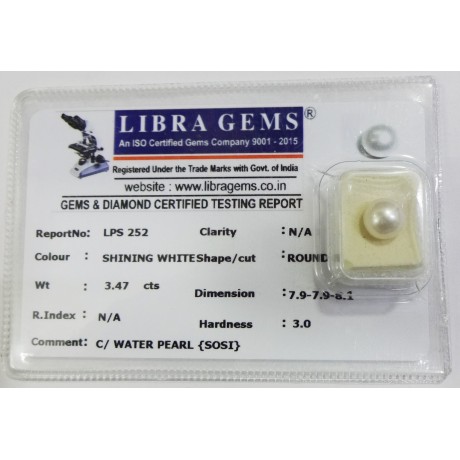 LIBRA GEMS ®
An ISO Certified Gems Company 9001 - 2015
Registered Under the Trade Marks with Govt. of India
website : www.libragems.co.in
GEMS & DIAMOND CERTIFIED TESTING REPORT
ReportNo: LPS 252 Clarity : N/A
Colour : SHINING WHITE Shape/cut : ROUND
Wt : 3.47 cts Dimension : 7.9-7.9-8.1
R.Index : N/A Hardness : 3.0
Comment: C/ WATER PEARL {SOSI}